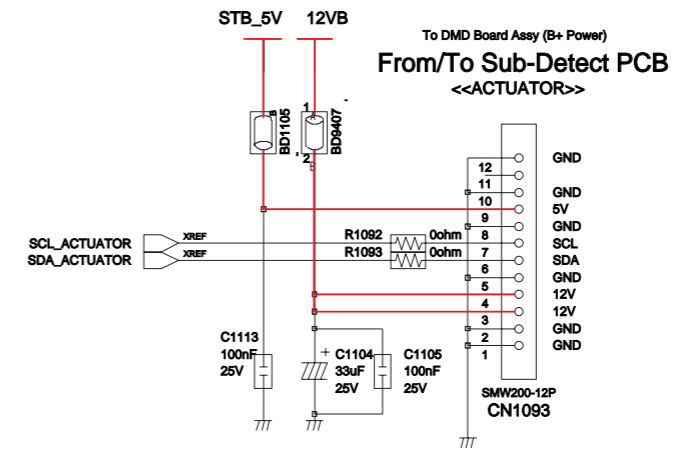 STB_5V 12VB
To DMD Board Assy (B+ Power)
From/To Sub-Detect PCB
<<ACTUATOR>>
1
A
B
BD1105
BD9407
2
B
12
GND
11
GND
10
5V
9
GND
SCL_ACTUATOR
XREF
R1092
0ohm
8
SCL
SDA_ACTUATOR
XREF
R1093
0ohm
7
SDA
6
GND
5
12V
4
12V
3
GND
2
GND
1
C1113
100nF
25V
+
C1104
33uF
25V
C1105
100nF
25V
SMW200-12P
CN1093